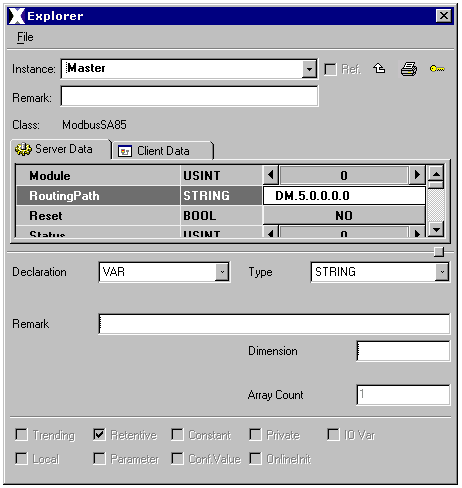 Explorer
File
Instance: Master Ref.
Remark:
Class: ModbusSA85
Server Data Client Data
Module USINT 0
RoutingPath STRING DM.5.0.0.0.0
Reset BOOL NO
Status USINT 0
Declaration VAR Type STRING
Remark
Dimension
Array Count 1
Trending Retentive Constant Private IO Var
Local Parameter Conf.Value OnlineInit